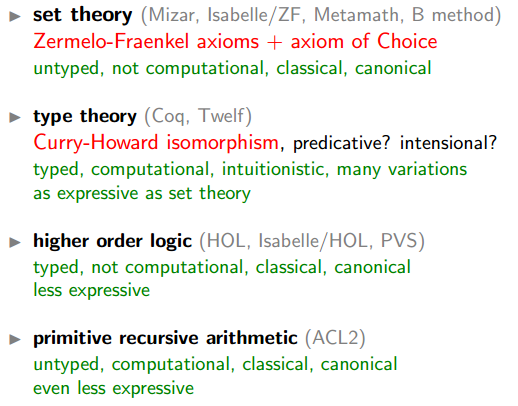 ► set theory (Mizar, Isabelle/ZF, Metamath, B method)
Zermelo-Fraenkel axioms + axiom of Choice
untyped, not computational, classical, canonical
► type theory (Coq, Twelf)
Curry-Howard isomorphism, predicative? intensional?
typed, computational, intuitionistic, many variations
as expressive as set theory
► higher order logic (HOL, Isabelle/HOL, PVS)
typed, not computational, classical, canonical
less expressive
► primitive recursive arithmetic (ACL2)
untyped, computational, classical, canonical
even less expressive